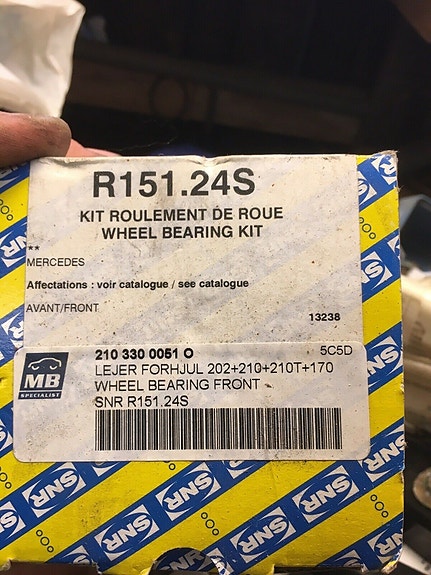 R151.24S
KIT ROULEMENT DE ROUE
WHEEL BEARING KIT
**
MERCEDES
Affectations : voir catalogue / see catalogue
AVANT/FRONT
13238
210 330 0051 O 5C5D
LEJER FORHJUL 202+210+210T+170
WHEEL BEARING FRONT
SNR R151.24S
MB
SPECIALIST
SNR
SNR
SNR
SNR
SNR
SNR
SNR
SNR
SNR
SNR